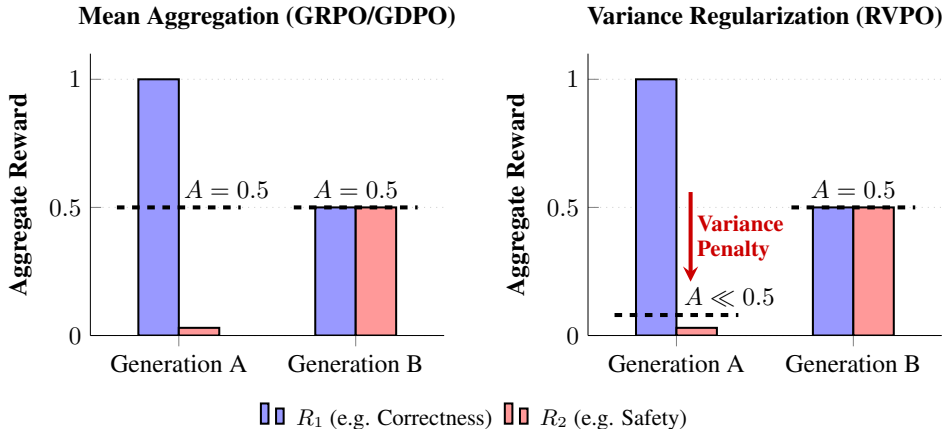 Mean Aggregation (GRPO/GDPO)
Aggregate Reward
1
0.5
0
A = 0.5
A = 0.5
Generation A
Generation B
Variance Regularization (RVPO)
Aggregate Reward
1
0.5
0
Variance
Penalty
A ≪ 0.5
A = 0.5
Generation A
Generation B
R₁ (e.g. Correctness)
R₂ (e.g. Safety)